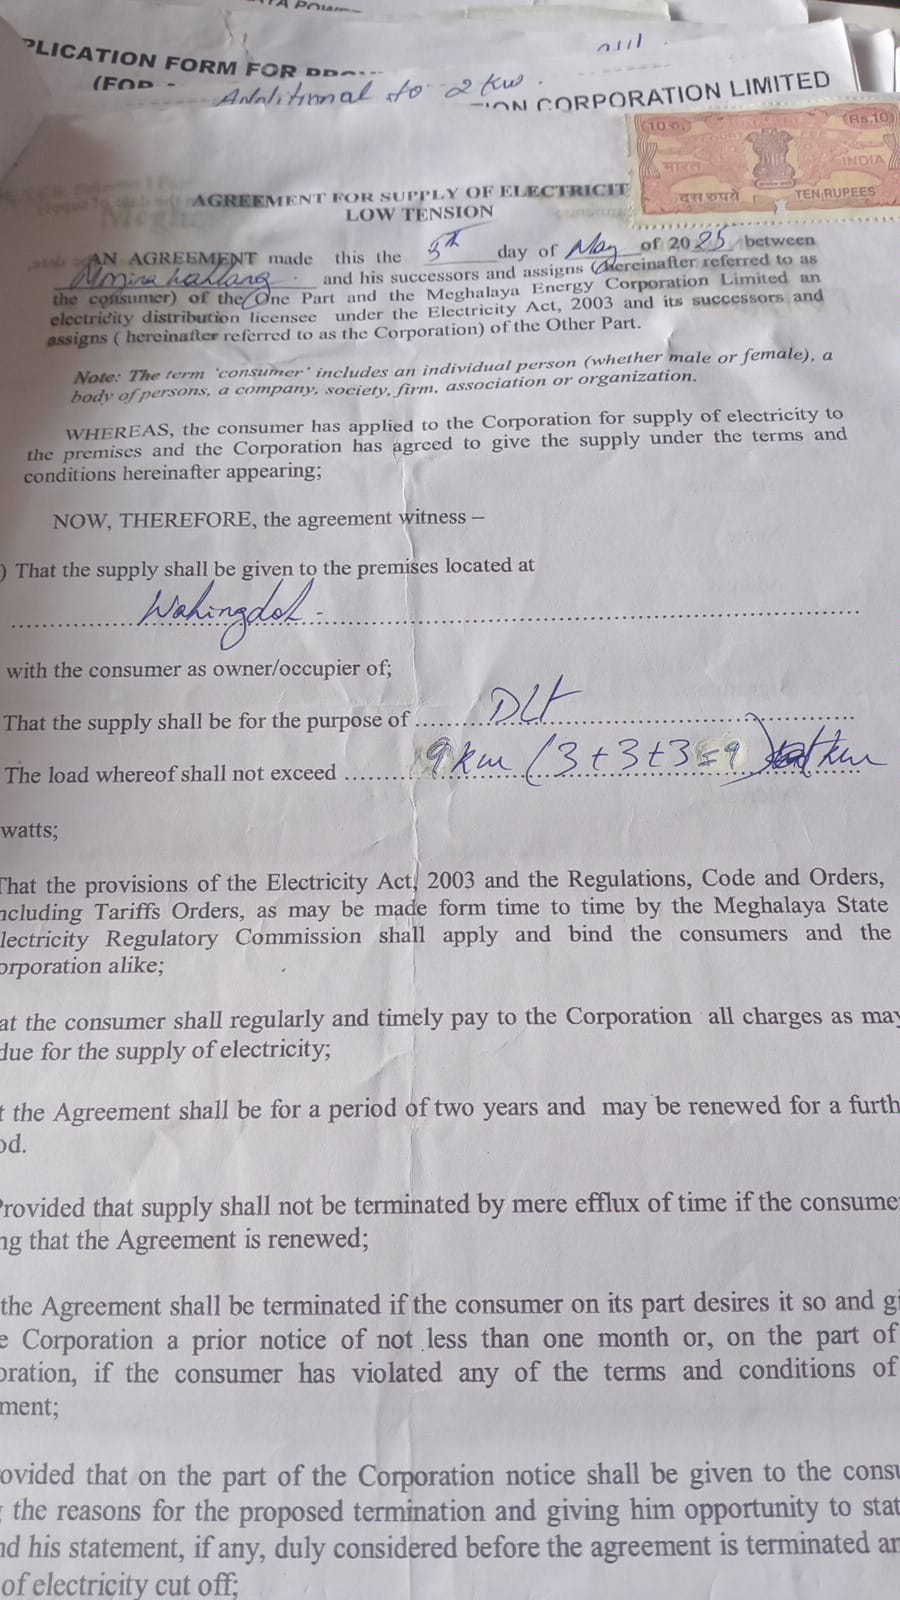 PLICATION FORM FOR
(FOR
Additional to 2 kw.
ION CORPORATION LIMITED
10 रु. Rs.10
भारत INDIA
दस रुपये TEN RUPEES
AGREEMENT FOR SUPPLY OF ELECTRICIT
LOW TENSION
AN AGREEMENT made this the 5th day of May of 2025 between
and his successors and assigns (hereinafter referred to as
the consumer) of the One Part and the Meghalaya Energy Corporation Limited an
electricity distribution licensee under the Electricity Act, 2003 and its successors and
assigns ( hereinafter referred to as the Corporation) of the Other Part.
Note: The term 'consumer' includes an individual person (whether male or female), a
body of persons, a company, society, firm, association or organization.
WHEREAS, the consumer has applied to the Corporation for supply of electricity to
the premises and the Corporation has agreed to give the supply under the terms and
conditions hereinafter appearing;
NOW, THEREFORE, the agreement witness –
) That the supply shall be given to the premises located at
Wahingdoh -
with the consumer as owner/occupier of;
That the supply shall be for the purpose of DLT
The load whereof shall not exceed 9 kw (3+3+3=9) kw
watts;
That the provisions of the Electricity Act, 2003 and the Regulations, Code and Orders,
ncluding Tariffs Orders, as may be made form time to time by the Meghalaya State
lectricity Regulatory Commission shall apply and bind the consumers and the
orporation alike;
at the consumer shall regularly and timely pay to the Corporation all charges as may
due for the supply of electricity;
t the Agreement shall be for a period of two years and may be renewed for a furth
od.
Provided that supply shall not be terminated by mere efflux of time if the consume
ng that the Agreement is renewed;
the Agreement shall be terminated if the consumer on its part desires it so and gi
e Corporation a prior notice of not less than one month or, on the part of
oration, if the consumer has violated any of the terms and conditions of
ment;
ovided that on the part of the Corporation notice shall be given to the consu
the reasons for the proposed termination and giving him opportunity to stat
nd his statement, if any, duly considered before the agreement is terminated an
of electricity cut off;